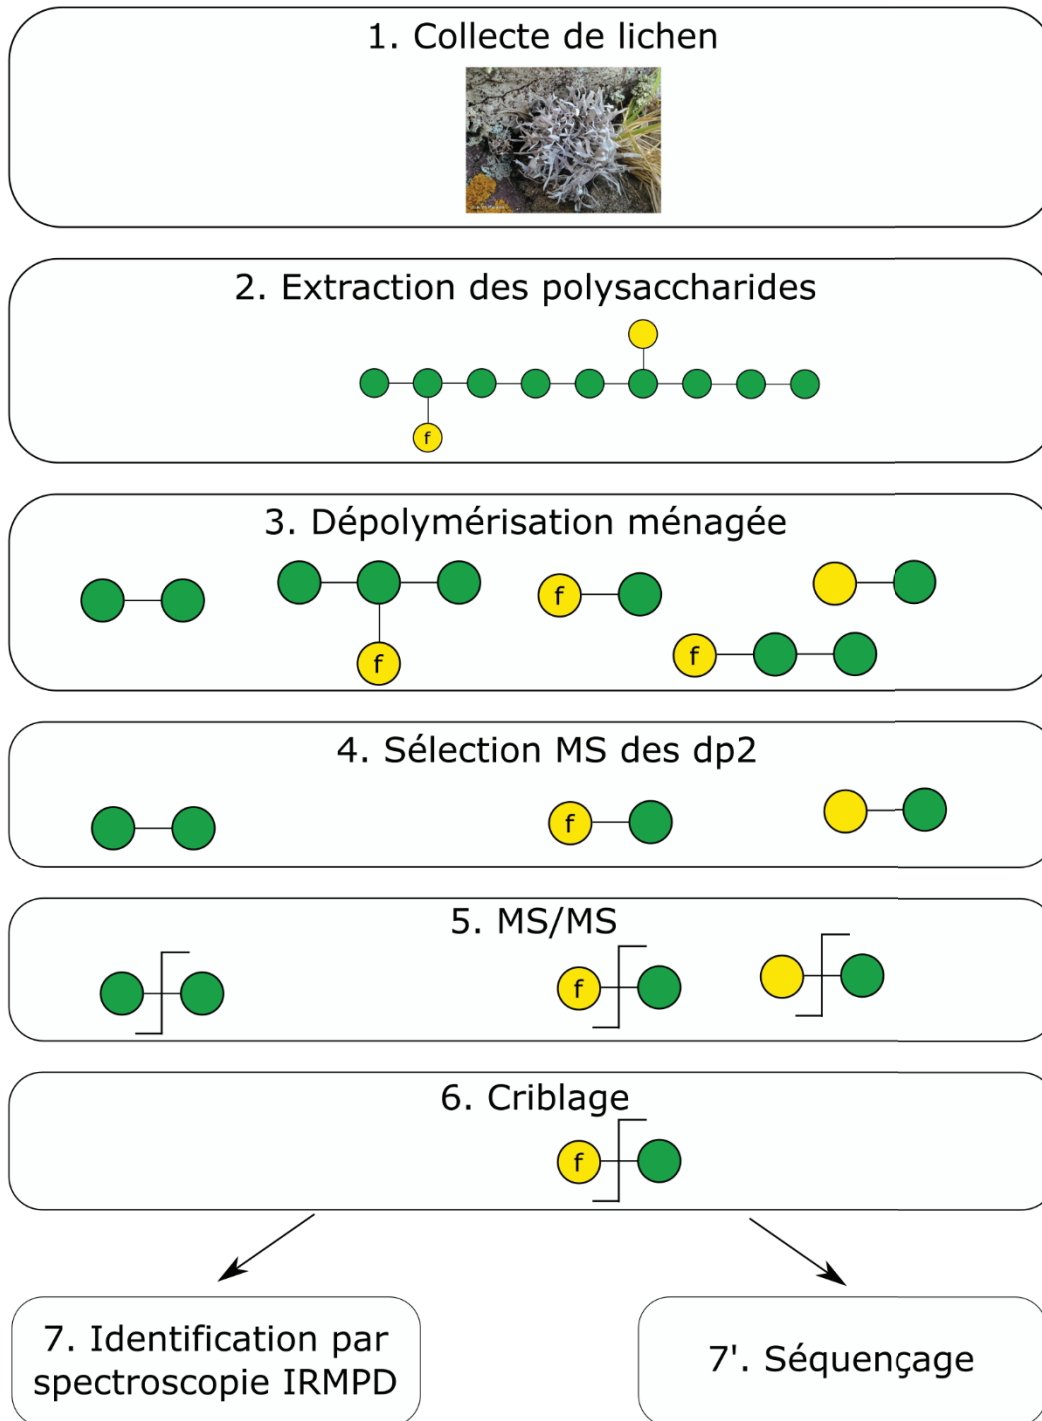 1. Collecte de lichen
2. Extraction des polysaccharides
f
3. Dépolymérisation ménagée
f
f
f
4. Sélection MS des dp2
f
5. MS/MS
f
6. Criblage
f
7. Identification par
spectroscopie IRMPD
7'. Séquençage